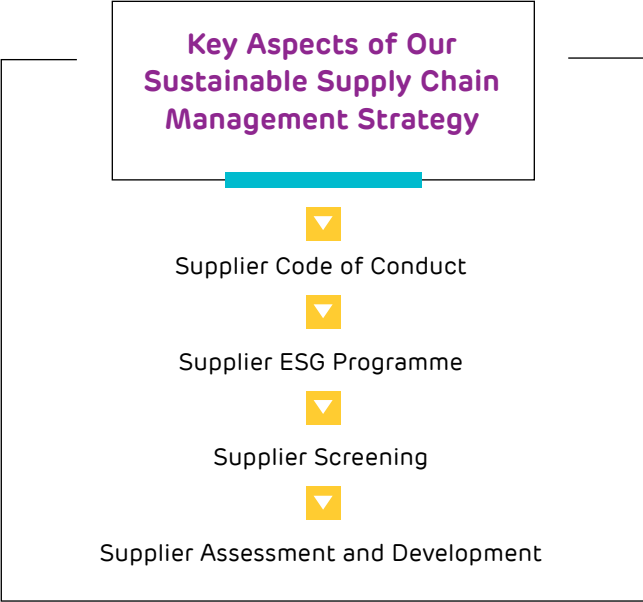 Key Aspects of Our
Sustainable Supply Chain
Management Strategy
Supplier Code of Conduct
Supplier ESG Programme
Supplier Screening
Supplier Assessment and Development